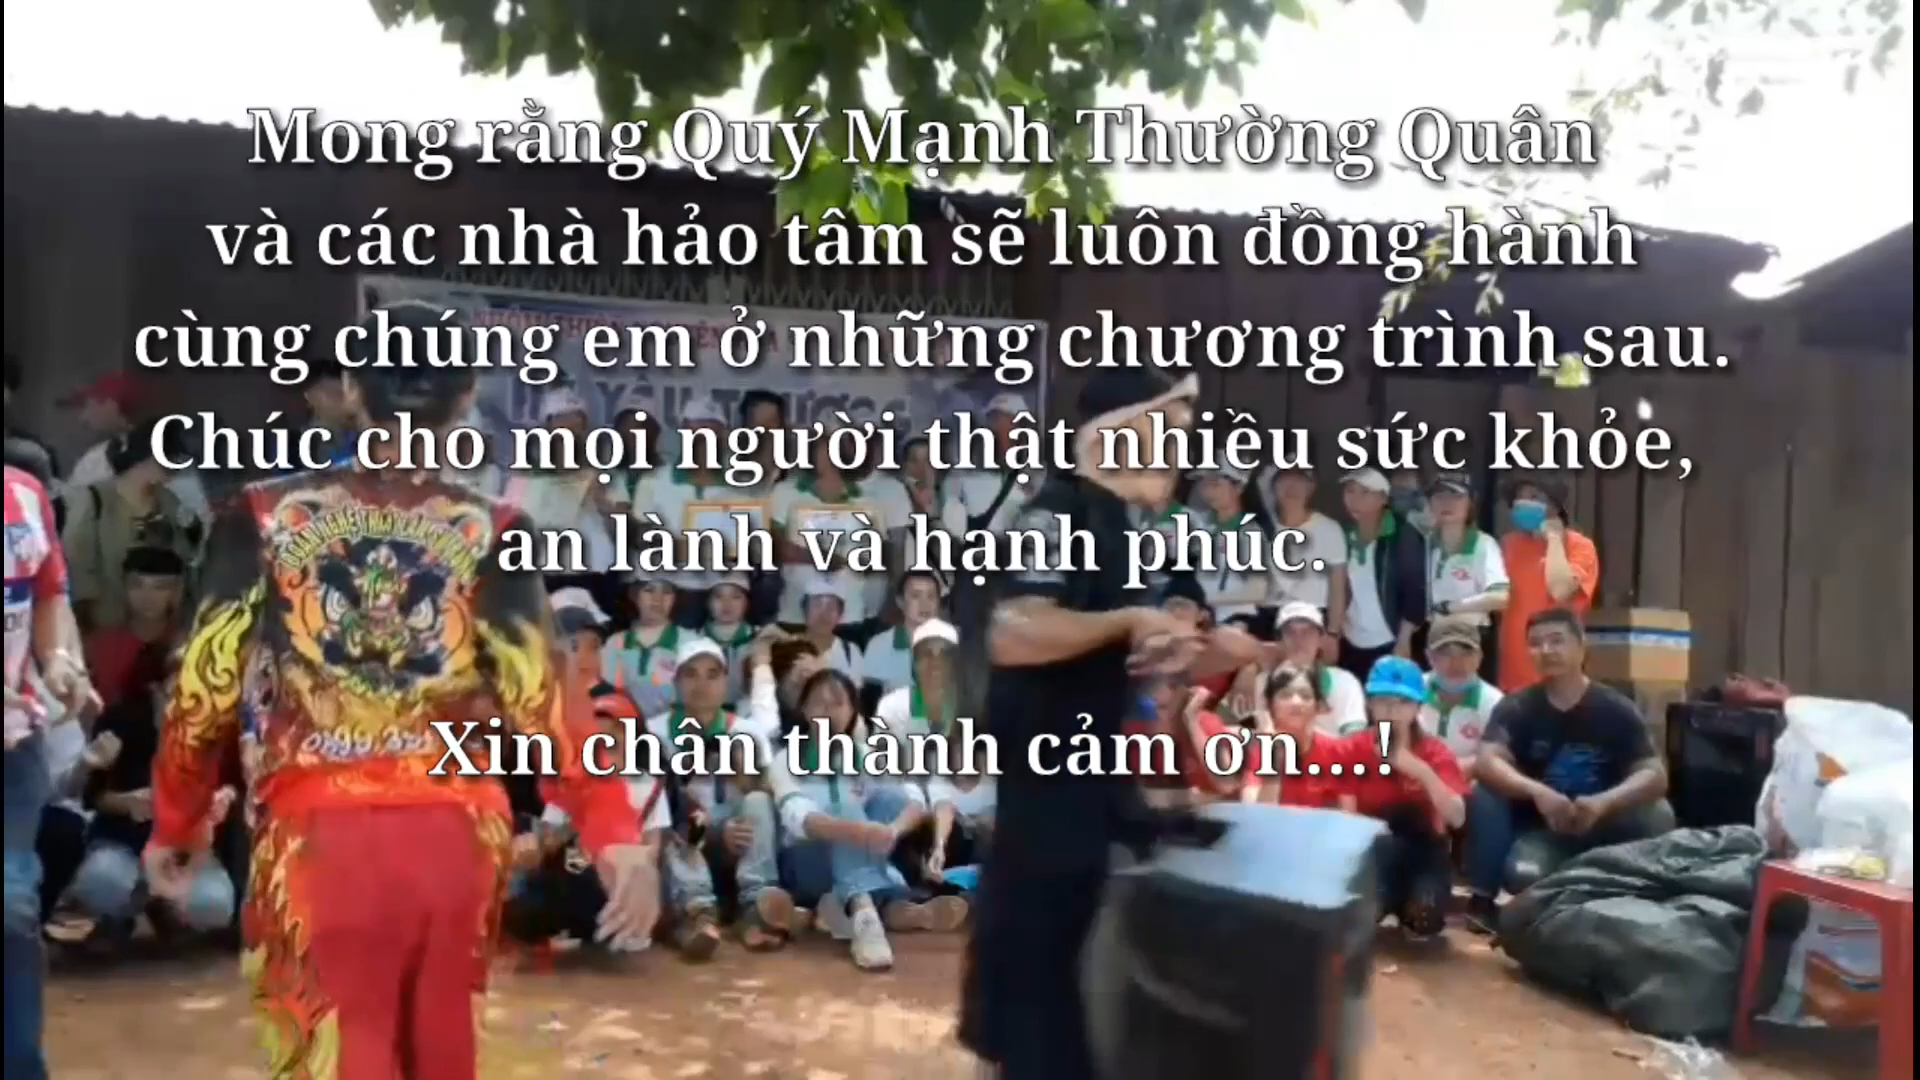 Mong rằng Quý Mạnh Thường Quân
và các nhà hảo tâm sẽ luôn đồng hành
cùng chúng em ở những chương trình sau.
Chúc cho mọi người thật nhiều sức khỏe,
an lành và hạnh phúc.
Xin chân thành cảm ơn...!